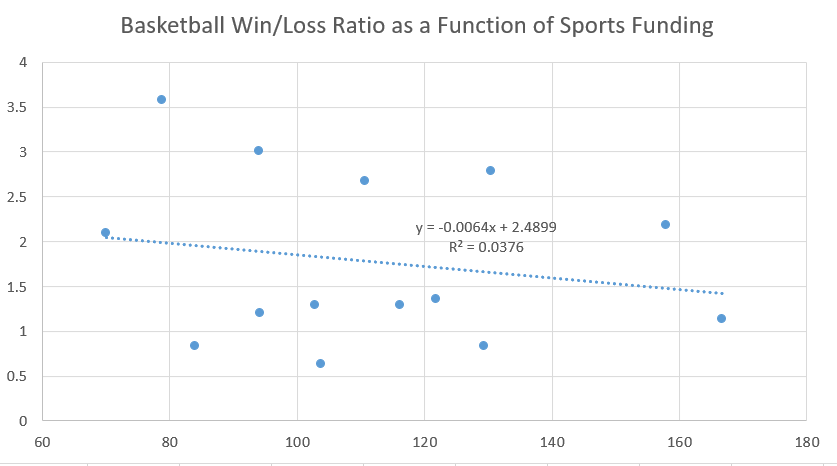 Basketball Win/Loss Ratio as a Function of Sports Funding
4
3.5
3
2.5
y = -0.0064x + 2.4899
R² = 0.0376
2
1.5
1
0.5
0
60 80 100 120 140 160 180